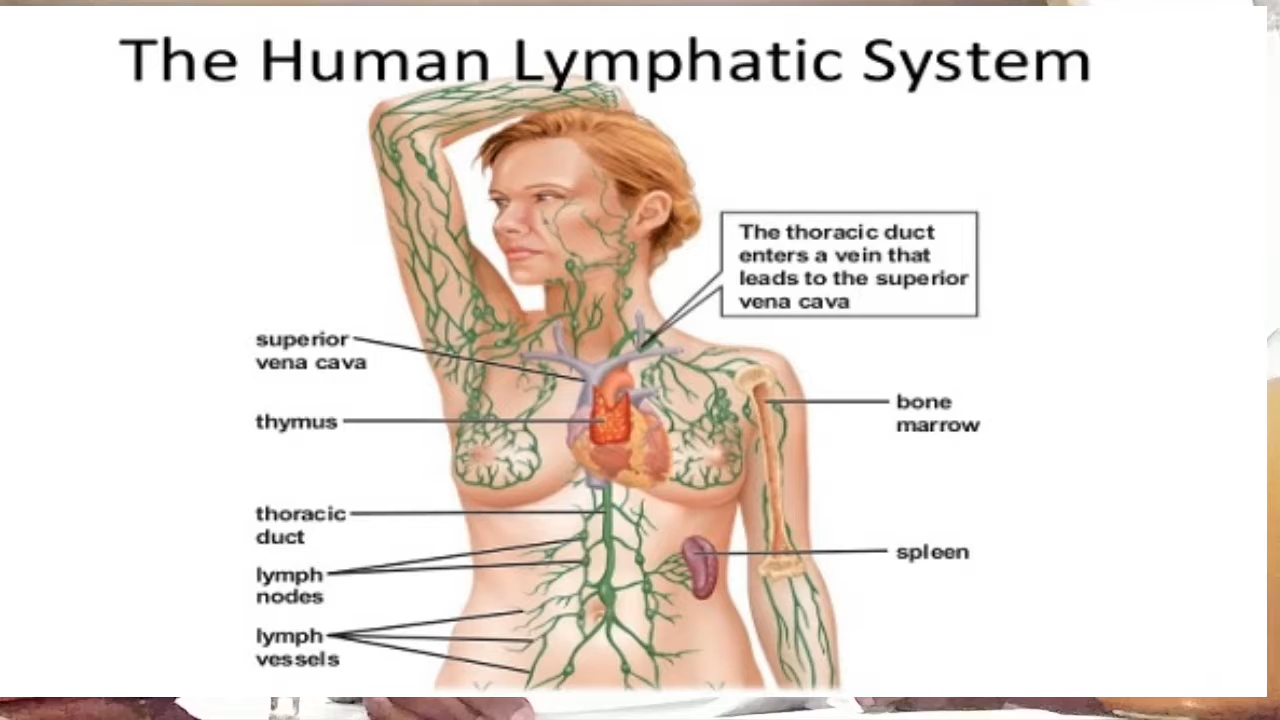 The Human Lymphatic System
The thoracic duct
enters a vein that
leads to the superior
vena cava
superior
vena cava
thymus
bone
marrow
thoracic
duct
spleen
lymph
nodes
lymph
vessels